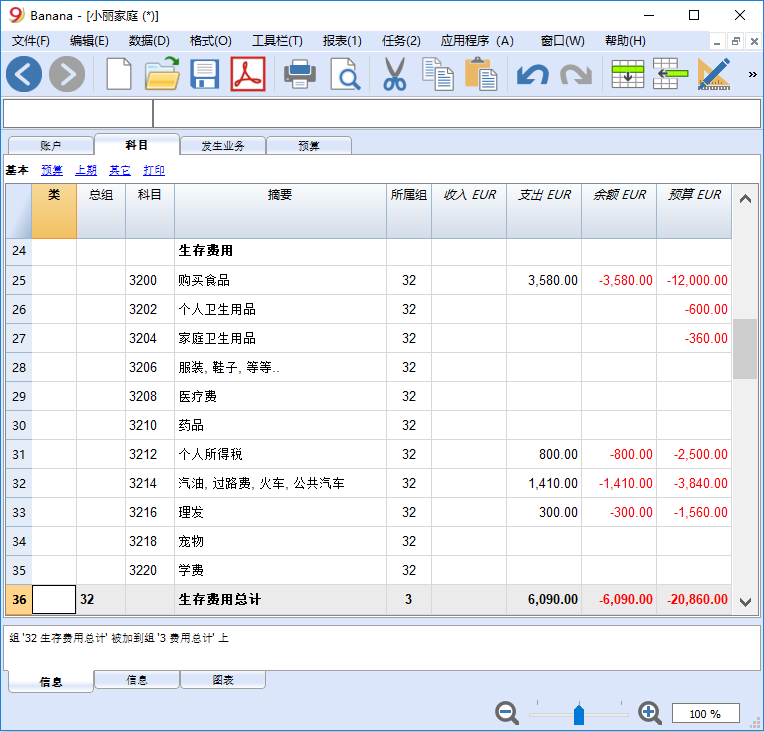 9 Banana - [小丽家庭 (*)]
文件(F) 编辑(E) 数据(D) 格式(O) 工具栏(T) 报表(1) 任务(2) 应用程序 (A) 窗口(W) 帮助(H)
»
账户 科目 发生业务 预算
基本 预算 上期 其它 打印
类 总组 科目 摘要 所属组 收入 EUR 支出 EUR 余额 EUR 预算 EUR
24 生存费用
25 3200 购买食品 32 3,580.00 -3,580.00 -12,000.00
26 3202 个人卫生用品 32 -600.00
27 3204 家庭卫生用品 32 -360.00
28 3206 服装, 鞋子, 等等.. 32
29 3208 医疗费 32
30 3210 药品 32
31 3212 个人所得税 32 800.00 -800.00 -2,500.00
32 3214 汽油, 过路费, 火车, 公共汽车 32 1,410.00 -1,410.00 -3,840.00
33 3216 理发 32 300.00 -300.00 -1,560.00
34 3218 宠物 32
35 3220 学费 32
36 32 生存费用总计 3 6,090.00 -6,090.00 -20,860.00
组 '32 生存费用总计' 被加到组 '3 费用总计' 上
信息 信息 图表
100 %